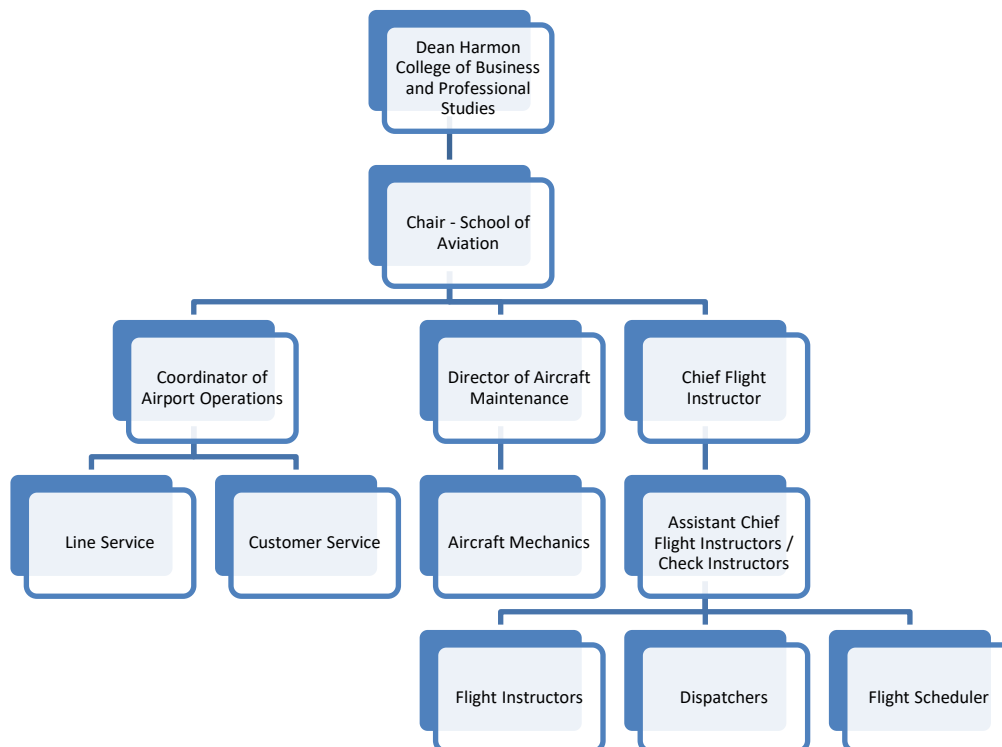 Dean Harmon
College of Business
and Professional
Studies
Chair - School of
Aviation
Coordinator of
Airport Operations
Director of Aircraft
Maintenance
Chief Flight
Instructor
Line Service
Customer Service
Aircraft Mechanics
Assistant Chief
Flight Instructors /
Check Instructors
Flight Instructors
Dispatchers
Flight Scheduler